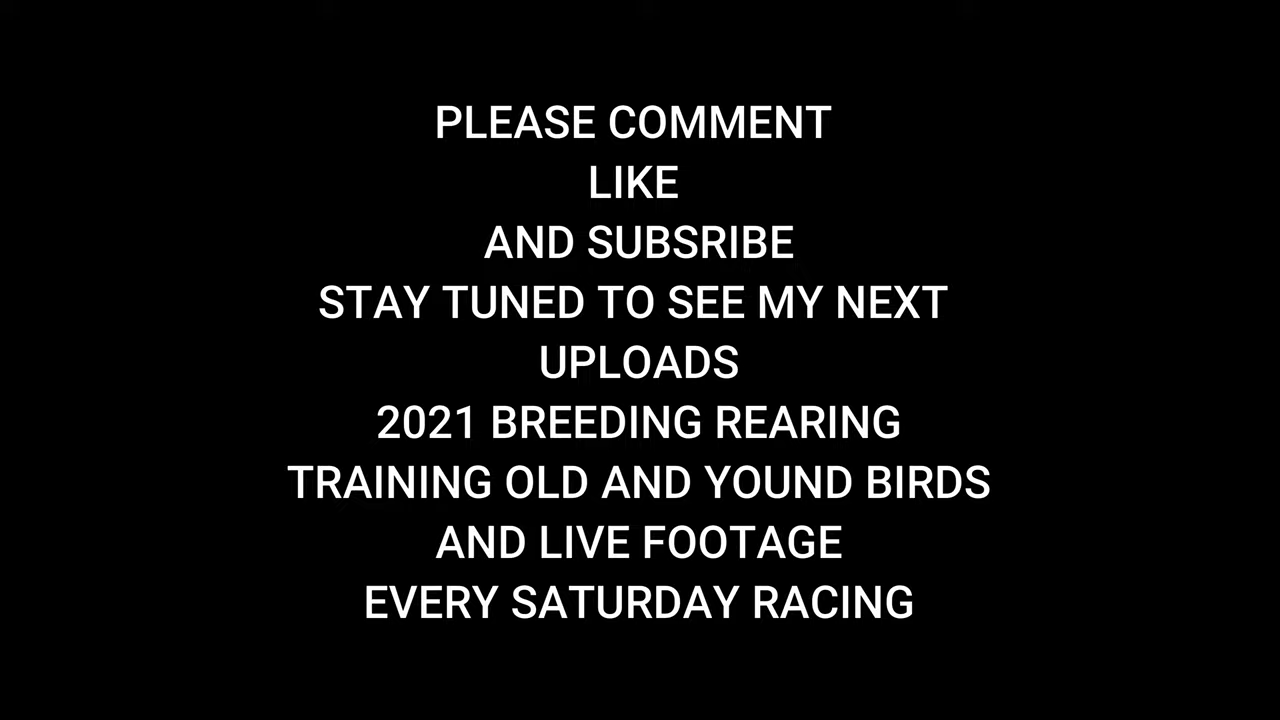 PLEASE COMMENT
LIKE
AND SUBSRIBE
STAY TUNED TO SEE MY NEXT
UPLOADS
2021 BREEDING REARING
TRAINING OLD AND YOUND BIRDS
AND LIVE FOOTAGE
EVERY SATURDAY RACING